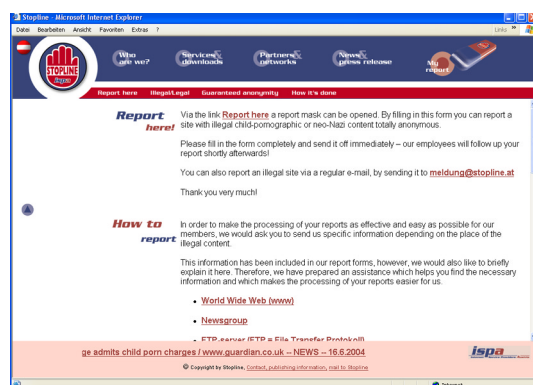 Stopline - Microsoft Internet Explorer
Datei Bearbeiten Ansicht Favoriten Extras ? Links »
STOPLINE
ispa
Who are we?
Services & downloads
Partners & networks
News & press release
My report
Report here Illegal/Legal Guaranteed anonymity How it's done
Report here!
Via the link Report here a report mask can be opened. By filling in this form you can report a
site with illegal child-pornographic or neo-Nazi content totally anonymous.
Please fill in the form completely and send it off immediately – our employees will follow up your
report shortly afterwards!
You can also report an illegal site via a regular e-mail, by sending it to meldung@stopline.at
Thank you very much!
How to report
In order to make the processing of your reports as effective and easy as possible for our
members, we would ask you to send us specific information depending on the place of the
illegal content.
This information has been included in our report forms, however, we would also like to briefly
explain it here. Therefore, we have prepared an assistance which helps you find the necessary
information and which makes the processing of your reports easier for us.
• World Wide Web (www)
• Newsgroup
• FTP-server (FTP = File Transfer Protokoll)
ge admits child porn charges / www.guardian.co.uk -- NEWS -- 16.6.2004
ispa
© Copyright by Stopline, Contact, publishing information, mail to Stopline
Internet